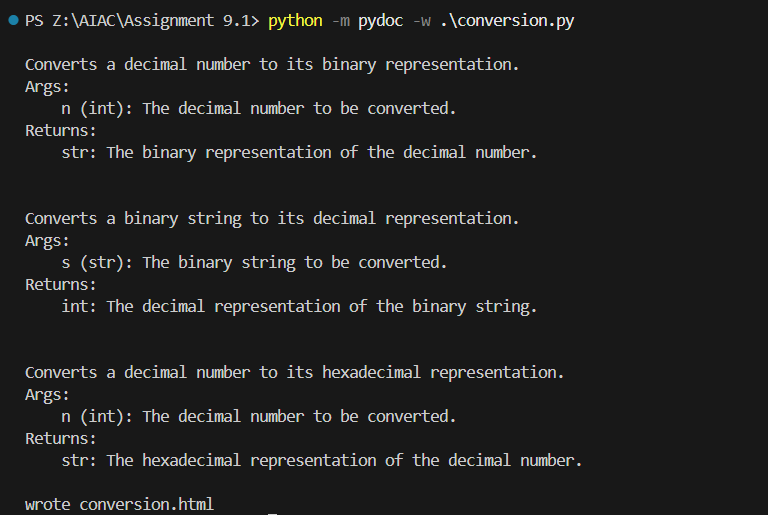 PS Z:\AIAC\Assignment 9.1> python -m pydoc -w .\conversion.py
Converts a decimal number to its binary representation.
Args:
    n (int): The decimal number to be converted.
Returns:
    str: The binary representation of the decimal number.
Converts a binary string to its decimal representation.
Args:
    s (str): The binary string to be converted.
Returns:
    int: The decimal representation of the binary string.
Converts a decimal number to its hexadecimal representation.
Args:
    n (int): The decimal number to be converted.
Returns:
    str: The hexadecimal representation of the decimal number.
wrote conversion.html